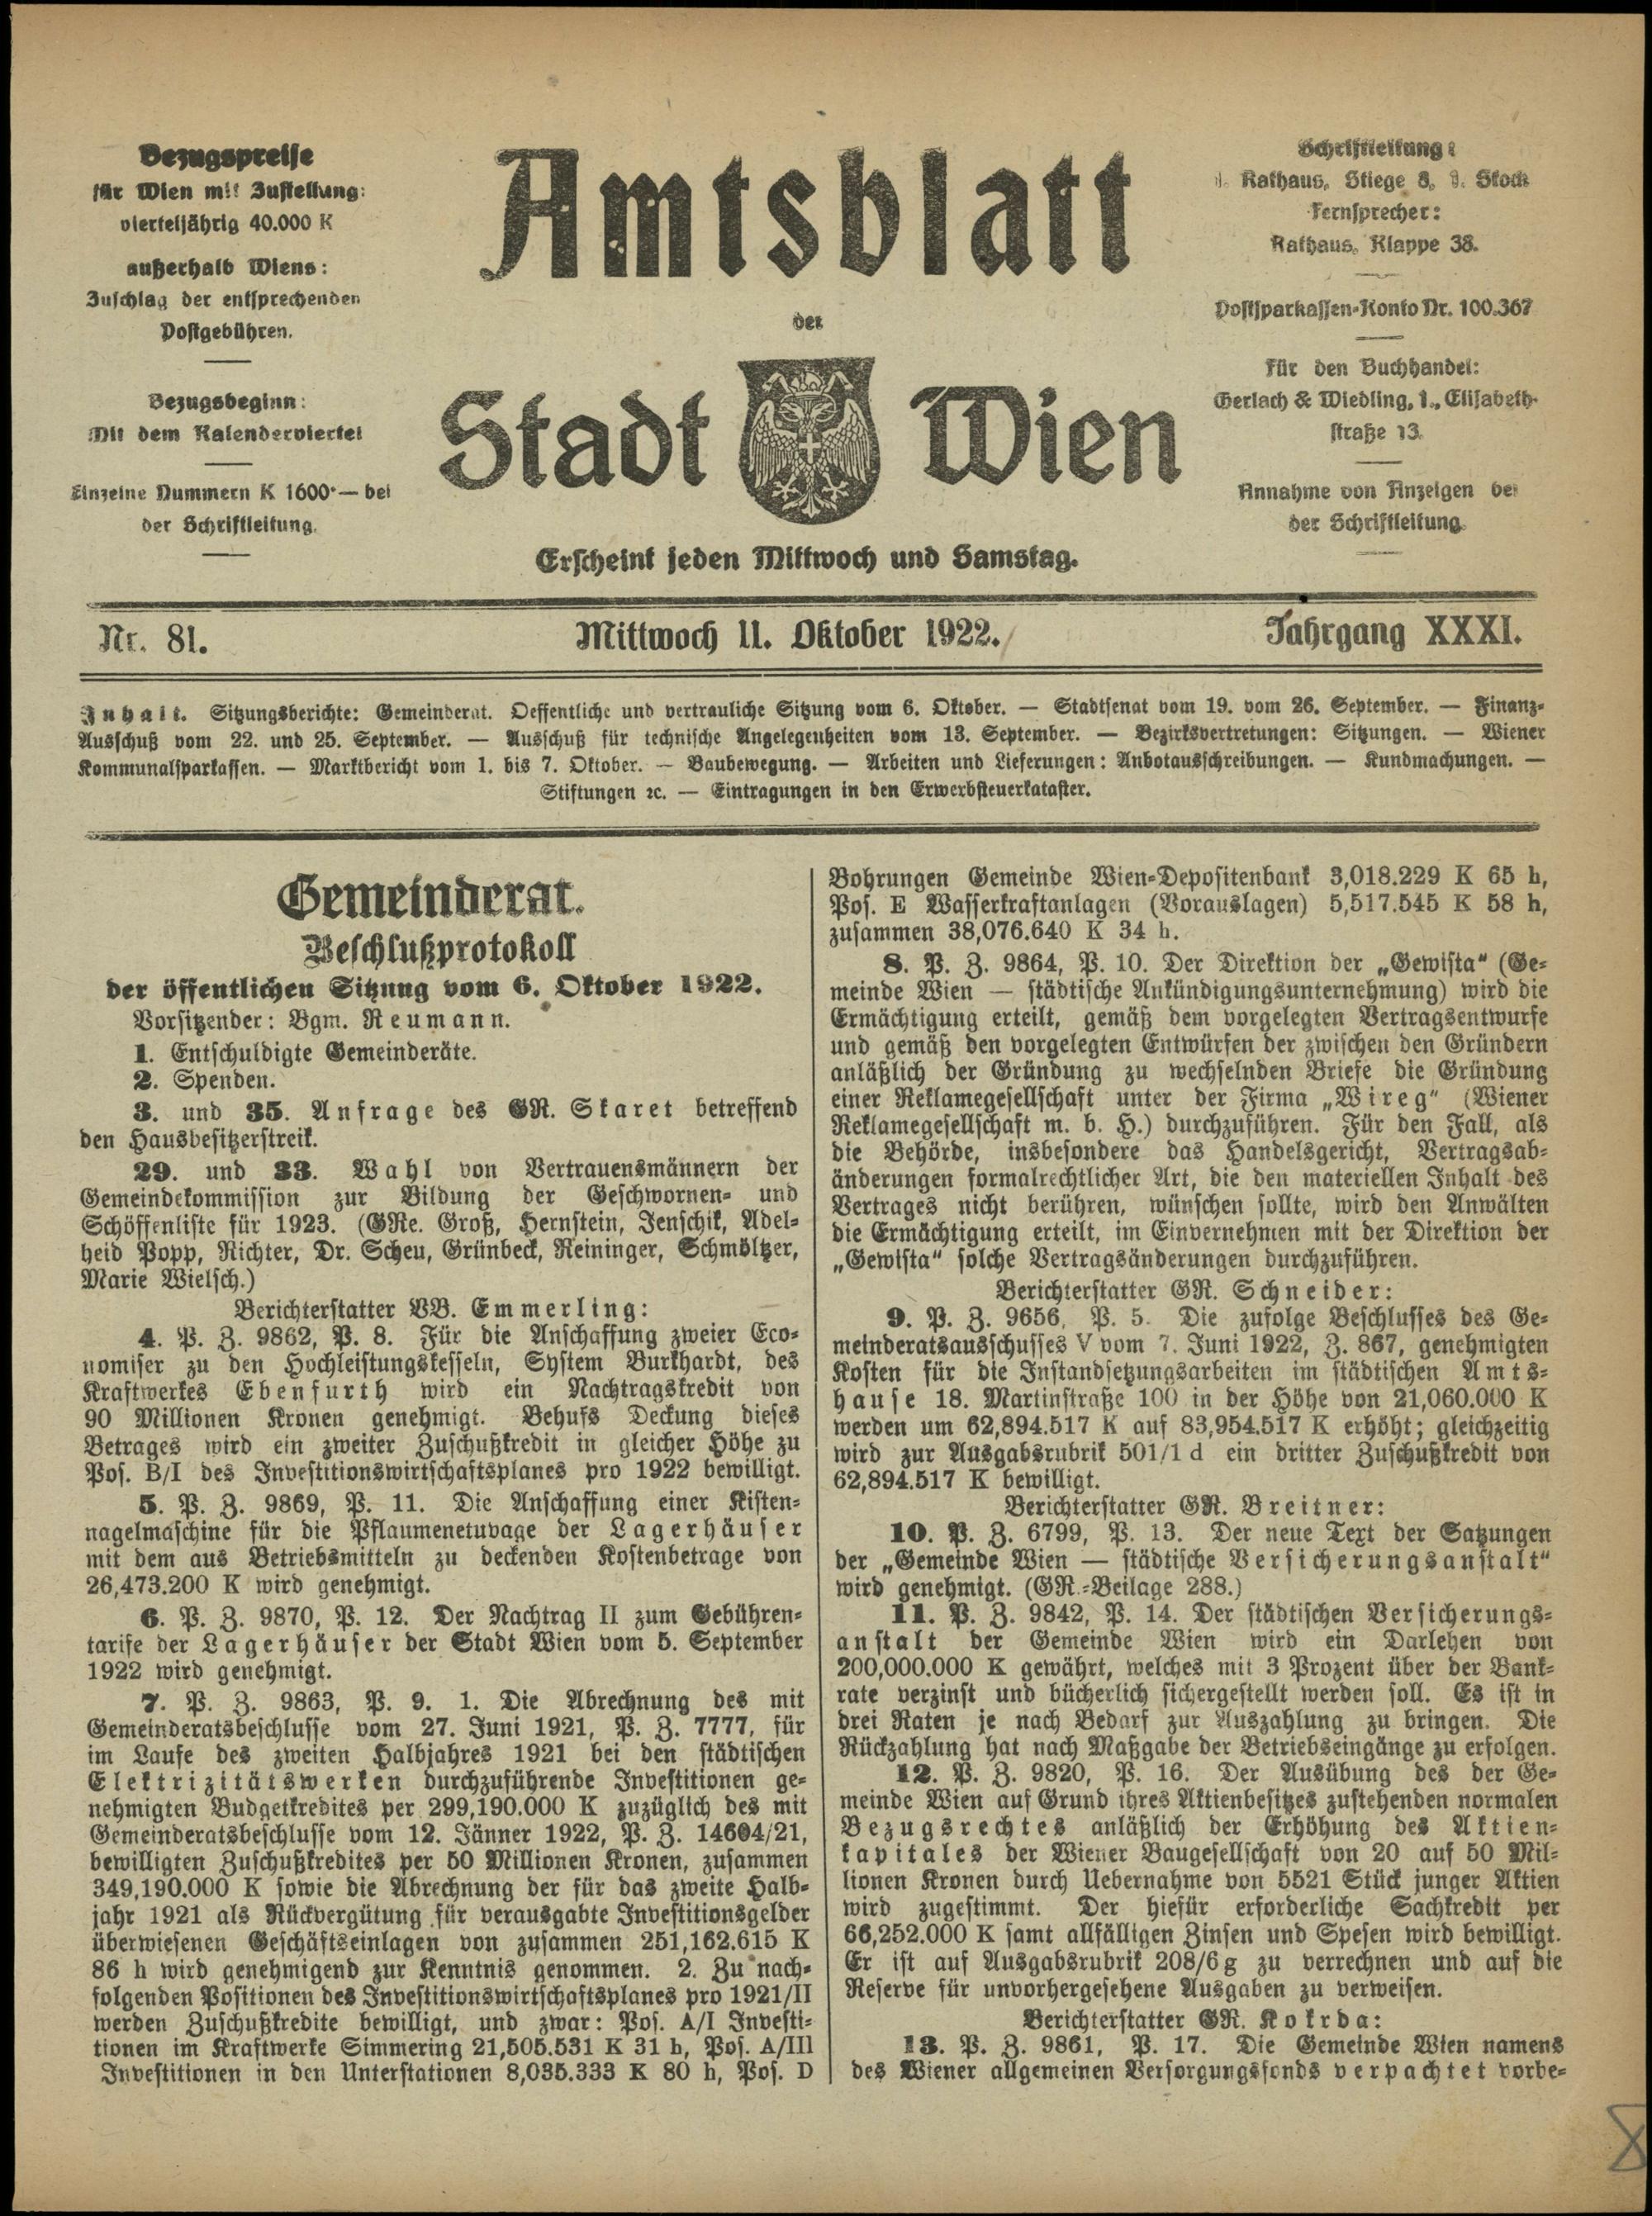 Bezugspreise
für Wien mit Zustellung:
vierteljährig 40.000 K
außerhalb Wiens:
Zuschlag der entsprechenden
Postgebühren.
Bezugsbeginn:
Mit dem Kalenderviertel
Einzelne Nummern K 1600·— bei
der Schriftleitung.
Amtsblatt
der
Stadt Wien
Erscheint jeden Mittwoch und Samstag.
Schriftleitung:
1. Rathaus, Stiege 8, 1. Stock
Fernsprecher:
Rathaus, Klappe 38.
Postsparkassen-Konto Nr. 100.367
Für den Buchhandel:
Gerlach & Wiedling, 1., Elisabeth-
straße 13.
Annahme von Anzeigen bei
der Schriftleitung.
Nr. 81. Mittwoch 11. Oktober 1922. Jahrgang XXXI.
Inhalt. Sitzungsberichte: Gemeinderat. Oeffentliche und vertrauliche Sitzung vom 6. Oktober. — Stadtsenat vom 19. vom 26. September. — Finanz-
Ausschuß vom 22. und 25. September. — Ausschuß für technische Angelegenheiten vom 13. September. — Bezirksvertretungen: Sitzungen. — Wiener
Kommunalsparkassen. — Marktbericht vom 1. bis 7. Oktober. — Baubewegung. — Arbeiten und Lieferungen: Anbotausschreibungen. — Kundmachungen. —
Stiftungen ꝛc. — Eintragungen in den Erwerbsteuerkataster.
Gemeinderat.
Beschlußprotokoll
der öffentlichen Sitzung vom 6. Oktober 1922.
Vorsitzender: Bgm. Reumann.
1. Entschuldigte Gemeinderäte.
2. Spenden.
3. und 35. Anfrage des GR. Skaret betreffend
den Hausbesitzerstreik.
29. und 33. Wahl von Vertrauensmännern der
Gemeindekommission zur Bildung der Geschwornen- und
Schöffenliste für 1923. (GRe. Groß, Hernstein, Jenschik, Adel-
heid Popp, Richter, Dr. Scheu, Grünbeck, Reininger, Schmöltzer,
Marie Wielsch.)
Berichterstatter VB. Emmerling:
4. P. Z. 9862, P. 8. Für die Anschaffung zweier Eco-
nomiser zu den Hochleistungskesseln, System Burkhardt, des
Kraftwerkes Ebenfurth wird ein Nachtragskredit von
90 Millionen Kronen genehmigt. Behufs Deckung dieses
Betrages wird ein zweiter Zuschußkredit in gleicher Höhe zu
Pos. B/I des Investitionswirtschaftsplanes pro 1922 bewilligt.
5. P. Z. 9869, P. 11. Die Anschaffung einer Kisten-
nagelmaschine für die Pflaumenetuvage der Lagerhäuser
mit dem aus Betriebsmitteln zu deckenden Kostenbetrage von
26,473.200 K wird genehmigt.
6. P. Z. 9870, P. 12. Der Nachtrag II zum Gebühren-
tarife der Lagerhäuser der Stadt Wien vom 5. September
1922 wird genehmigt.
7. P. Z. 9863, P. 9. 1. Die Abrechnung des mit
Gemeinderatsbeschlusse vom 27. Juni 1921, P. Z. 7777, für
im Laufe des zweiten Halbjahres 1921 bei den städtischen
Elektrizitätswerken durchzuführende Investitionen ge-
nehmigten Budgetkredites per 299,190.000 K zuzüglich des mit
Gemeinderatsbeschlusse vom 12. Jänner 1922, P. Z. 14604/21,
bewilligten Zuschußkredites per 50 Millionen Kronen, zusammen
349,190.000 K sowie die Abrechnung der für das zweite Halb-
jahr 1921 als Rückvergütung für verausgabte Investitionsgelder
überwiesenen Geschäftseinlagen von zusammen 251,162.615 K
86 h wird genehmigend zur Kenntnis genommen. 2. Zu nach-
folgenden Positionen des Investitionswirtschaftsplanes pro 1921/II
werden Zuschußkredite bewilligt, und zwar: Pos. A/I Investi-
tionen im Kraftwerke Simmering 21,505.531 K 31 h, Pos. A/III
Investitionen in den Unterstationen 8,035.333 K 80 h, Pos. D
Bohrungen Gemeinde Wien-Depositenbank 3,018.229 K 65 h,
Pos. E Wasserkraftanlagen (Vorauslagen) 5,517.545 K 58 h,
zusammen 38,076.640 K 34 h.
8. P. Z. 9864, P. 10. Der Direktion der „Gewista“ (Ge-
meinde Wien — städtische Ankündigungsunternehmung) wird die
Ermächtigung erteilt, gemäß dem vorgelegten Vertragsentwurfe
und gemäß den vorgelegten Entwürfen der zwischen den Gründern
anläßlich der Gründung zu wechselnden Briefe die Gründung
einer Reklamegesellschaft unter der Firma „Wireg“ (Wiener
Reklamegesellschaft m. b. H.) durchzuführen. Für den Fall, als
die Behörde, insbesondere das Handelsgericht, Vertragsab-
änderungen formalrechtlicher Art, die den materiellen Inhalt des
Vertrages nicht berühren, wünschen sollte, wird den Anwälten
die Ermächtigung erteilt, im Einvernehmen mit der Direktion der
„Gewista“ solche Vertragsänderungen durchzuführen.
Berichterstatter GR. Schneider:
9. P. Z. 9656, P. 5. Die zufolge Beschlusses des Ge-
meinderatsausschusses V vom 7. Juni 1922, Z. 867, genehmigten
Kosten für die Instandsetzungsarbeiten im städtischen Amts-
hause 18. Martinstraße 100 in der Höhe von 21,060.000 K
werden um 62,894.517 K auf 83,954.517 K erhöht; gleichzeitig
wird zur Ausgabsrubrik 501/1 d ein dritter Zuschußkredit von
62,894.517 K bewilligt.
Berichterstatter GR. Breitner:
10. P. Z. 6799, P. 13. Der neue Text der Satzungen
der „Gemeinde Wien — städtische Versicherungsanstalt“
wird genehmigt. (GR.-Beilage 288.)
11. P. Z. 9842, P. 14. Der städtischen Versicherungs-
anstalt der Gemeinde Wien wird ein Darlehen von
200,000.000 K gewährt, welches mit 3 Prozent über der Bank-
rate verzinst und bücherlich sichergestellt werden soll. Es ist in
drei Raten je nach Bedarf zur Auszahlung zu bringen. Die
Rückzahlung hat nach Maßgabe der Betriebseingänge zu erfolgen.
12. P. Z. 9820, P. 16. Der Ausübung des der Ge-
meinde Wien auf Grund ihres Aktienbesitzes zustehenden normalen
Bezugsrechtes anläßlich der Erhöhung des Aktien-
kapitales der Wiener Baugesellschaft von 20 auf 50 Mil-
lionen Kronen durch Uebernahme von 5521 Stück junger Aktien
wird zugestimmt. Der hiefür erforderliche Sachkredit per
66,252.000 K samt allfälligen Zinsen und Spesen wird bewilligt.
Er ist auf Ausgabsrubrik 208/6 g zu verrechnen und auf die
Reserve für unvorhergesehene Ausgaben zu verweisen.
Berichterstatter GR. Kokrda:
13. P. Z. 9861, P. 17. Die Gemeinde Wien namens
des Wiener allgemeinen Versorgungsfonds verpachtet vorbe-
8